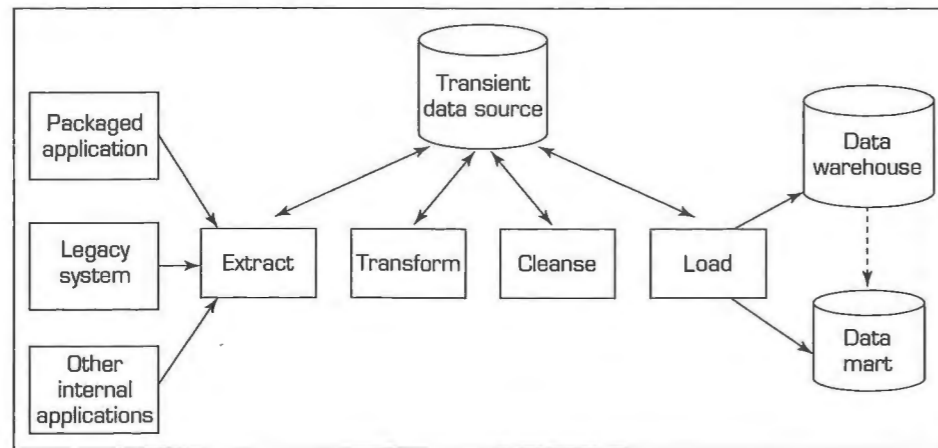 Transient
data source
Packaged
application
Data
warehouse
Legacy
system
Extract
Transform
Cleanse
Load
Other
internal
applications
Data
mart